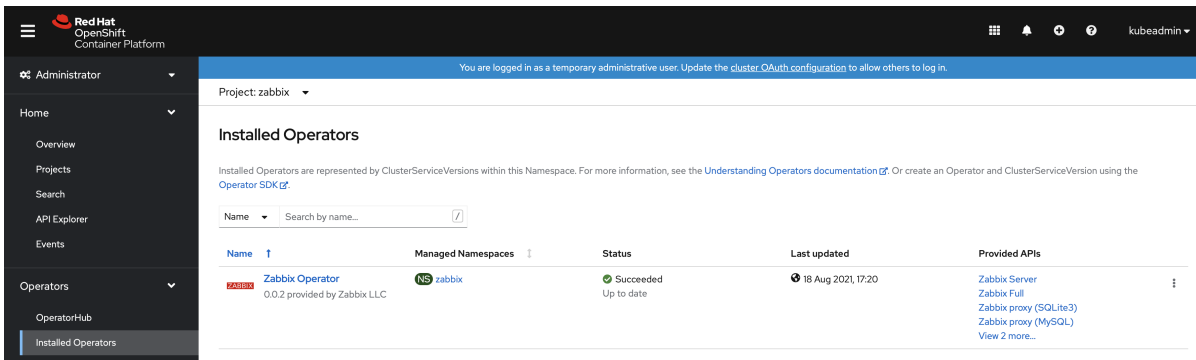 Red Hat
OpenShift
Container Platform
kubeadmin
Administrator
You are logged in as a temporary administrative user. Update the cluster OAuth configuration to allow others to log in.
Project: zabbix
Home
Overview
Projects
Search
API Explorer
Events
Operators
OperatorHub
Installed Operators
Installed Operators
Installed Operators are represented by ClusterServiceVersions within this Namespace. For more information, see the Understanding Operators documentation. Or create an Operator and ClusterServiceVersion using the
Operator SDK.
Name Search by name... /
Name Managed Namespaces Status Last updated Provided APIs
ZABBIX Zabbix Operator NS zabbix Succeeded 18 Aug 2021, 17:20 Zabbix Server
0.0.2 provided by Zabbix LLC Up to date Zabbix Full
Zabbix proxy (SQLite3)
Zabbix proxy (MySQL)
View 2 more...